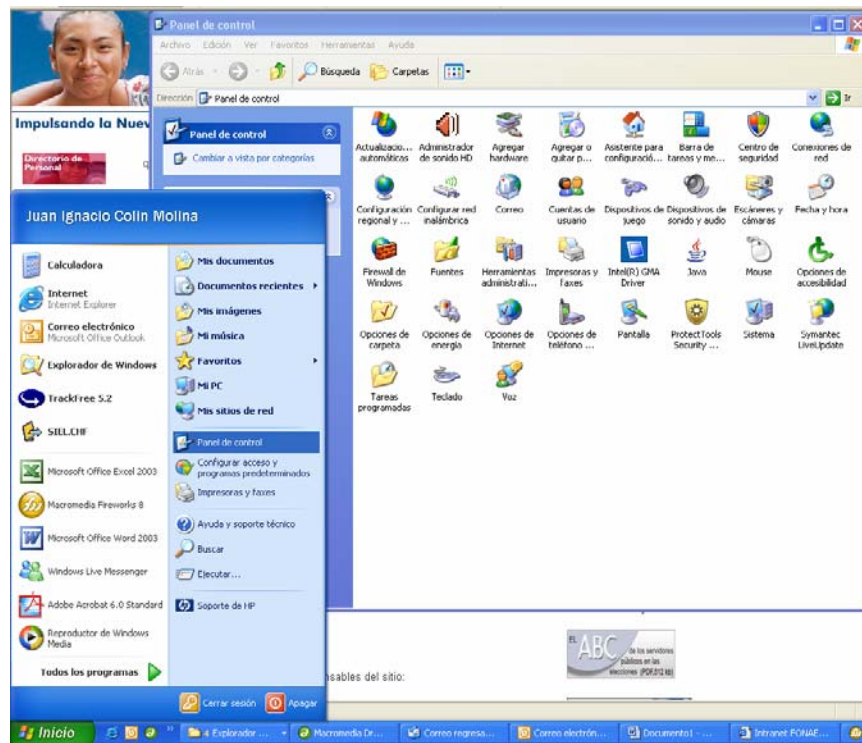 Panel de control
Archivo Edición Ver Favoritos Herramientas Ayuda
Atrás Búsqueda Carpetas
Dirección Panel de control Ir
Impulsando la Nuev
Directorio de
Personal
q
Panel de control
Cambiar a vista por categorías
Actualizacio...
automáticas
Administrador
de sonido HD
Agregar
hardware
Agregar o
quitar p...
Asistente para
configuració...
Barra de
tareas y me...
Centro de
seguridad
Conexiones de
red
Configuración
regional y ...
Configurar red
inalámbrica
Correo
Cuentas de
usuario
Dispositivos de
juego
Dispositivos de
sonido y audio
Escáneres y
cámaras
Fecha y hora
Firewall de
Windows
Fuentes
Herramientas
administrati...
Impresoras y
faxes
Intel(R) GMA
Driver
Java
Mouse
Opciones de
accesibilidad
Opciones de
carpeta
Opciones de
energía
Opciones de
Internet
Opciones de
teléfono ...
Pantalla
ProtectTools
Security ...
Sistema
Symantec
LiveUpdate
Tareas
programadas
Teclado
Voz
Juan Ignacio Colin Molina
Calculadora
Internet
Internet Explorer
Correo electrónico
Microsoft Office Outlook
Explorador de Windows
TrackFree 5.2
SIELCHF
Microsoft Office Excel 2003
Macromedia Fireworks 8
Microsoft Office Word 2003
Windows Live Messenger
Adobe Acrobat 6.0 Standard
Reproductor de Windows
Media
Todos los programas
Mis documentos
Documentos recientes
Mis imágenes
Mi música
Favoritos
Mi PC
Mis sitios de red
Panel de control
Configurar acceso y
programas predeterminados
Impresoras y faxes
Ayuda y soporte técnico
Buscar
Ejecutar...
Soporte de HP
Cerrar sesión Apagar
nsables del sitio:
EL ABC
de los servidores
públicos en las
elecciones (PDF,512 kb)
Inicio
4 Explorador ...
Macromedia Dr...
Correo regresa...
Correo electrón...
Documento1 - ...
Intranet FONAE...